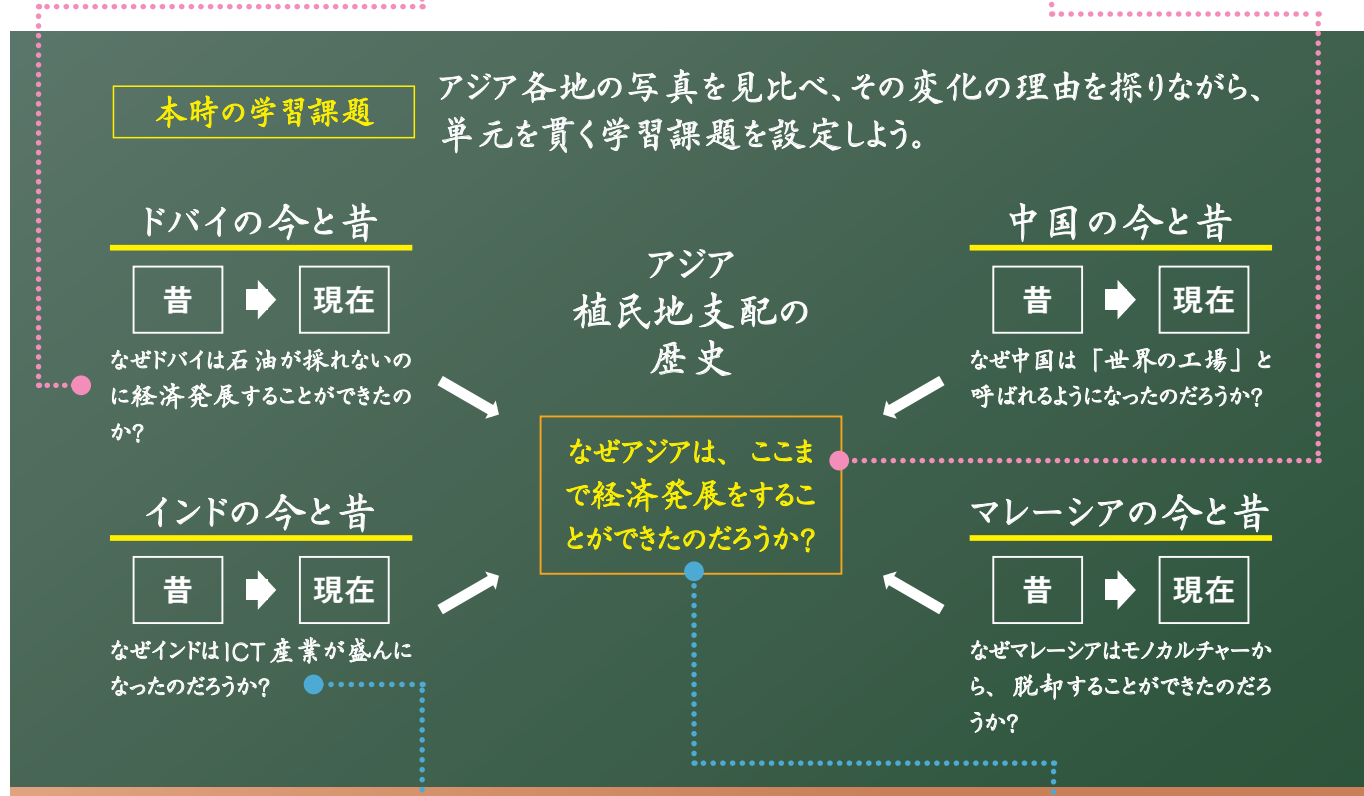 本時の学習課題
アジア各地の写真を見比べ、その変化の理由を探りながら、
単元を貫く学習課題を設定しよう。
ドバイの今と昔
昔
現在
なぜドバイは石油が採れないの
に経済発展することができたの
か?
インドの今と昔
昔
現在
なぜインドはICT産業が盛んに
なったのだろうか?
アジア
植民地支配の
歴史
なぜアジアは、ここま
で経済発展をするこ
とができたのだろうか?
中国の今と昔
昔
現在
なぜ中国は「世界の工場」と
呼ばれるようになったのだろうか?
マレーシアの今と昔
昔
現在
なぜマレーシアはモノカルチャーか
ら、脱却することができたのだろ
うか?